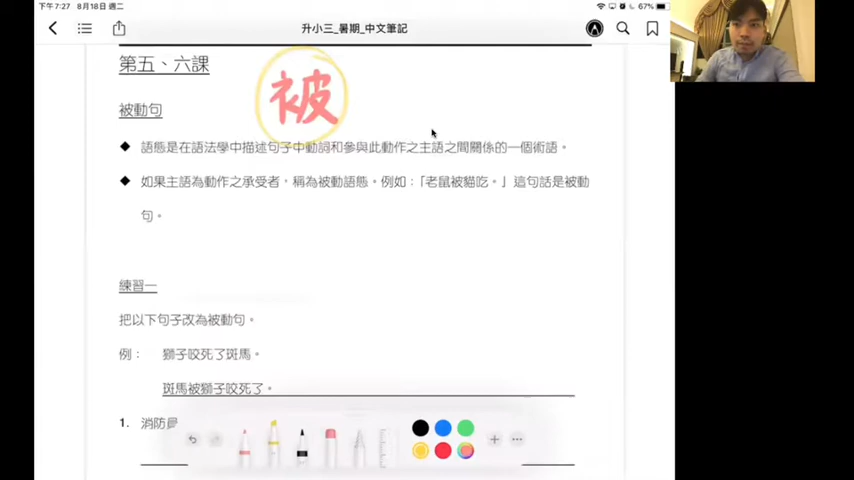 下午7:27 8月18日 週二
67%
升小三_暑期_中文筆記
第五、六課
被
被動句
◆ 語態是在語法學中描述句子中動詞和參與此動作之主語之間關係的一個術語。
◆ 如果主語為動作之承受者，稱為被動語態。例如：「老鼠被貓吃。」這句話是被動
句。
練習一
把以下句子改為被動句。
例： 獅子咬死了斑馬。
斑馬被獅子咬死了。
1. 消防員